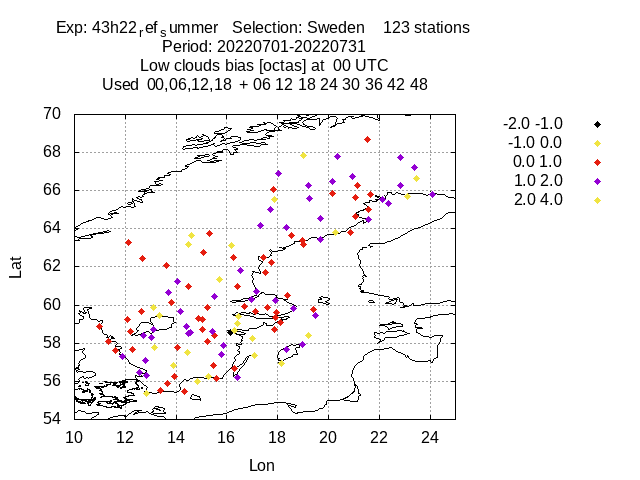 Exp: 43h22refsummer Selection: Sweden 123 stations
Period: 20220701-20220731
Low clouds bias [octas] at 00 UTC
Used 00,06,12,18 + 06 12 18 24 30 36 42 48
-2.0 -1.0
-1.0 0.0
0.0 1.0
1.0 2.0
2.0 4.0
70
68
66
64
62
60
58
56
54
Lat
10 12 14 16 18 20 22 24
Lon